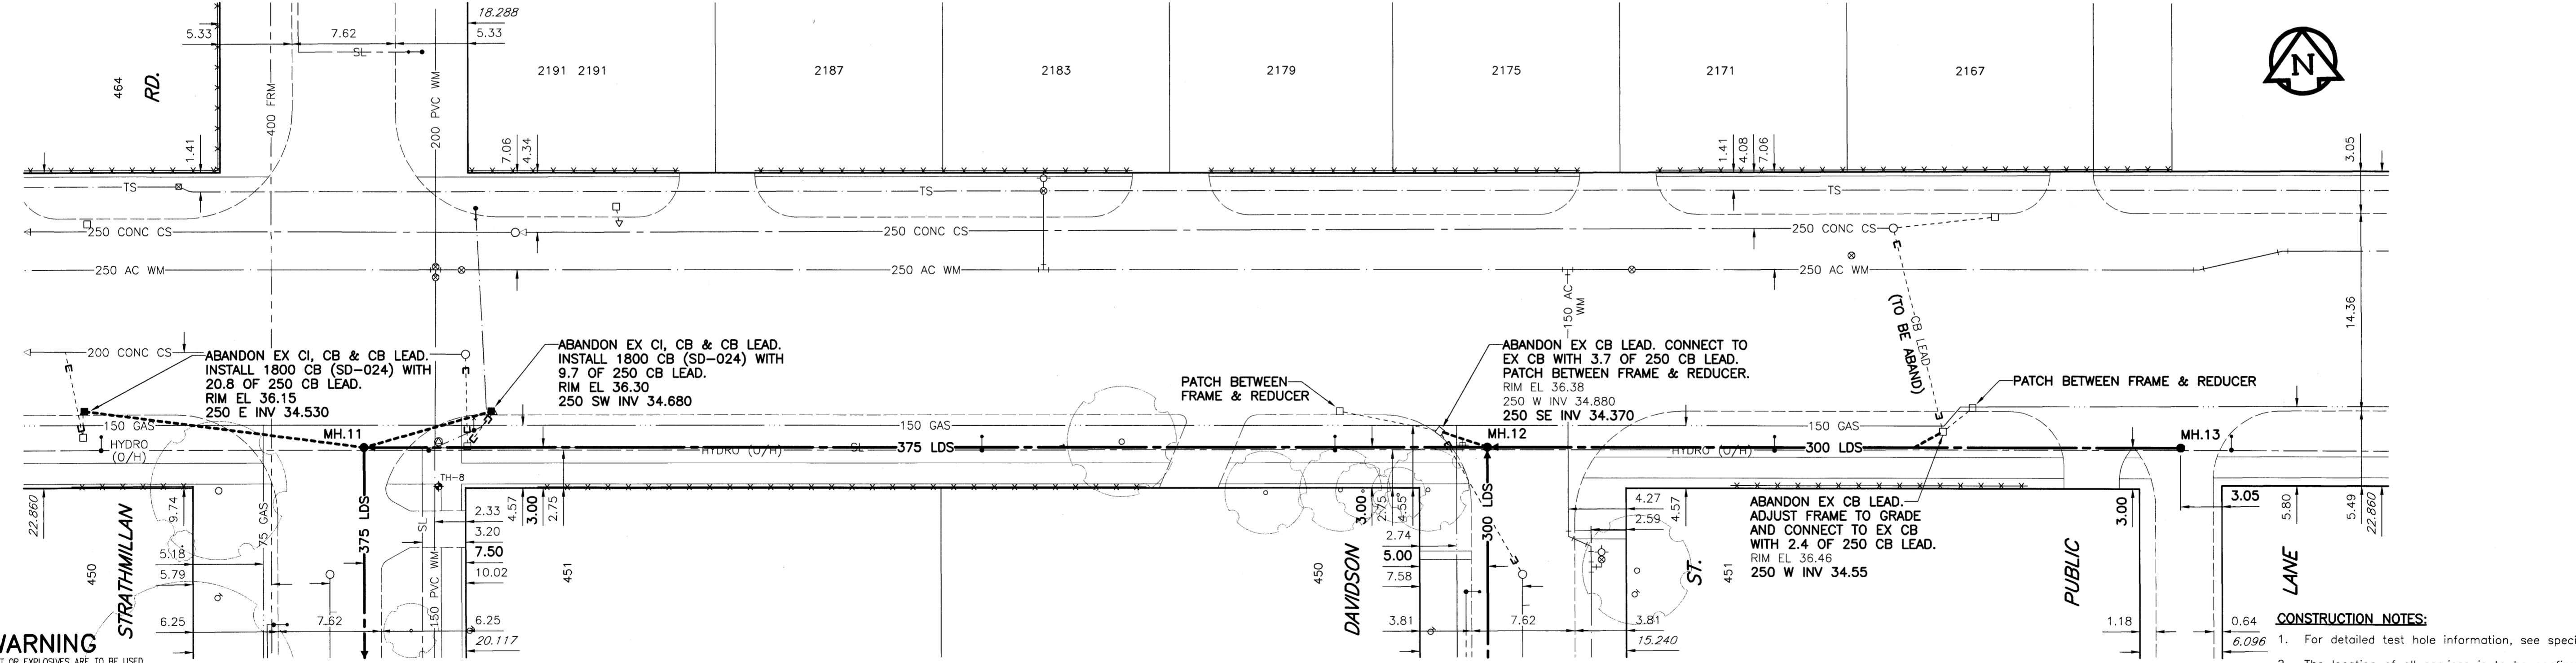 18.288
5.33
7.62
5.33
SL
464
RD.
400 FRM
200 PVC WM
2191 2191
2187
2183
2179
2175
2171
2167
N
1.41
7.06
4.34
1.41
4.08
7.06
3.05
TS
TS
TS
250 CONC CS
250 CONC CS
250 CONC CS
250 AC WM
250 AC WM
250 AC WM
150 AC
WM
CB LEAD
(TO BE ABAND)
14.36
200 CONC CS
ABANDON EX CI, CB & CB LEAD.
INSTALL 1800 CB (SD-024) WITH
20.8 OF 250 CB LEAD.
RIM EL 36.15
250 E INV 34.530
ABANDON EX CI, CB & CB LEAD.
INSTALL 1800 CB (SD-024) WITH
9.7 OF 250 CB LEAD.
RIM EL 36.30
250 SW INV 34.680
PATCH BETWEEN
FRAME & REDUCER
ABANDON EX CB LEAD. CONNECT TO
EX CB WITH 3.7 OF 250 CB LEAD.
PATCH BETWEEN FRAME & REDUCER.
RIM EL 36.38
250 W INV 34.880
250 SE INV 34.370
PATCH BETWEEN FRAME & REDUCER
150 GAS
150 GAS
150 GAS
HYDRO
(O/H)
MH.11
HYDRO (O/H)
SL
375 LDS
MH.12
HYDRO (O/H)
300 LDS
MH.13
TH-8
22.860
9.74
75 GAS
375 LDS
SL
150 PVC WM
4.57
3.00
2.75
2.33
3.20
7.50
10.02
5.18
5.79
450
STRATHMILLAN
451
3.00
2.75
4.55
2.74
5.00
7.58
450
DAVIDSON
300 LDS
4.27
2.59
4.57
ST.
451
ABANDON EX CB LEAD.
ADJUST FRAME TO GRADE
AND CONNECT TO EX CB
WITH 2.4 OF 250 CB LEAD.
RIM EL 36.46
250 W INV 34.55
PUBLIC
3.00
3.05
5.80
5.49
22.860
LANE
6.25
7.62
6.25
20.117
3.81
7.62
3.81
15.240
1.18
0.64
6.096
WARNING
T OR EXPLOSIVES ARE TO BE USED
CONSTRUCTION NOTES:
1. For detailed test hole information, see speci